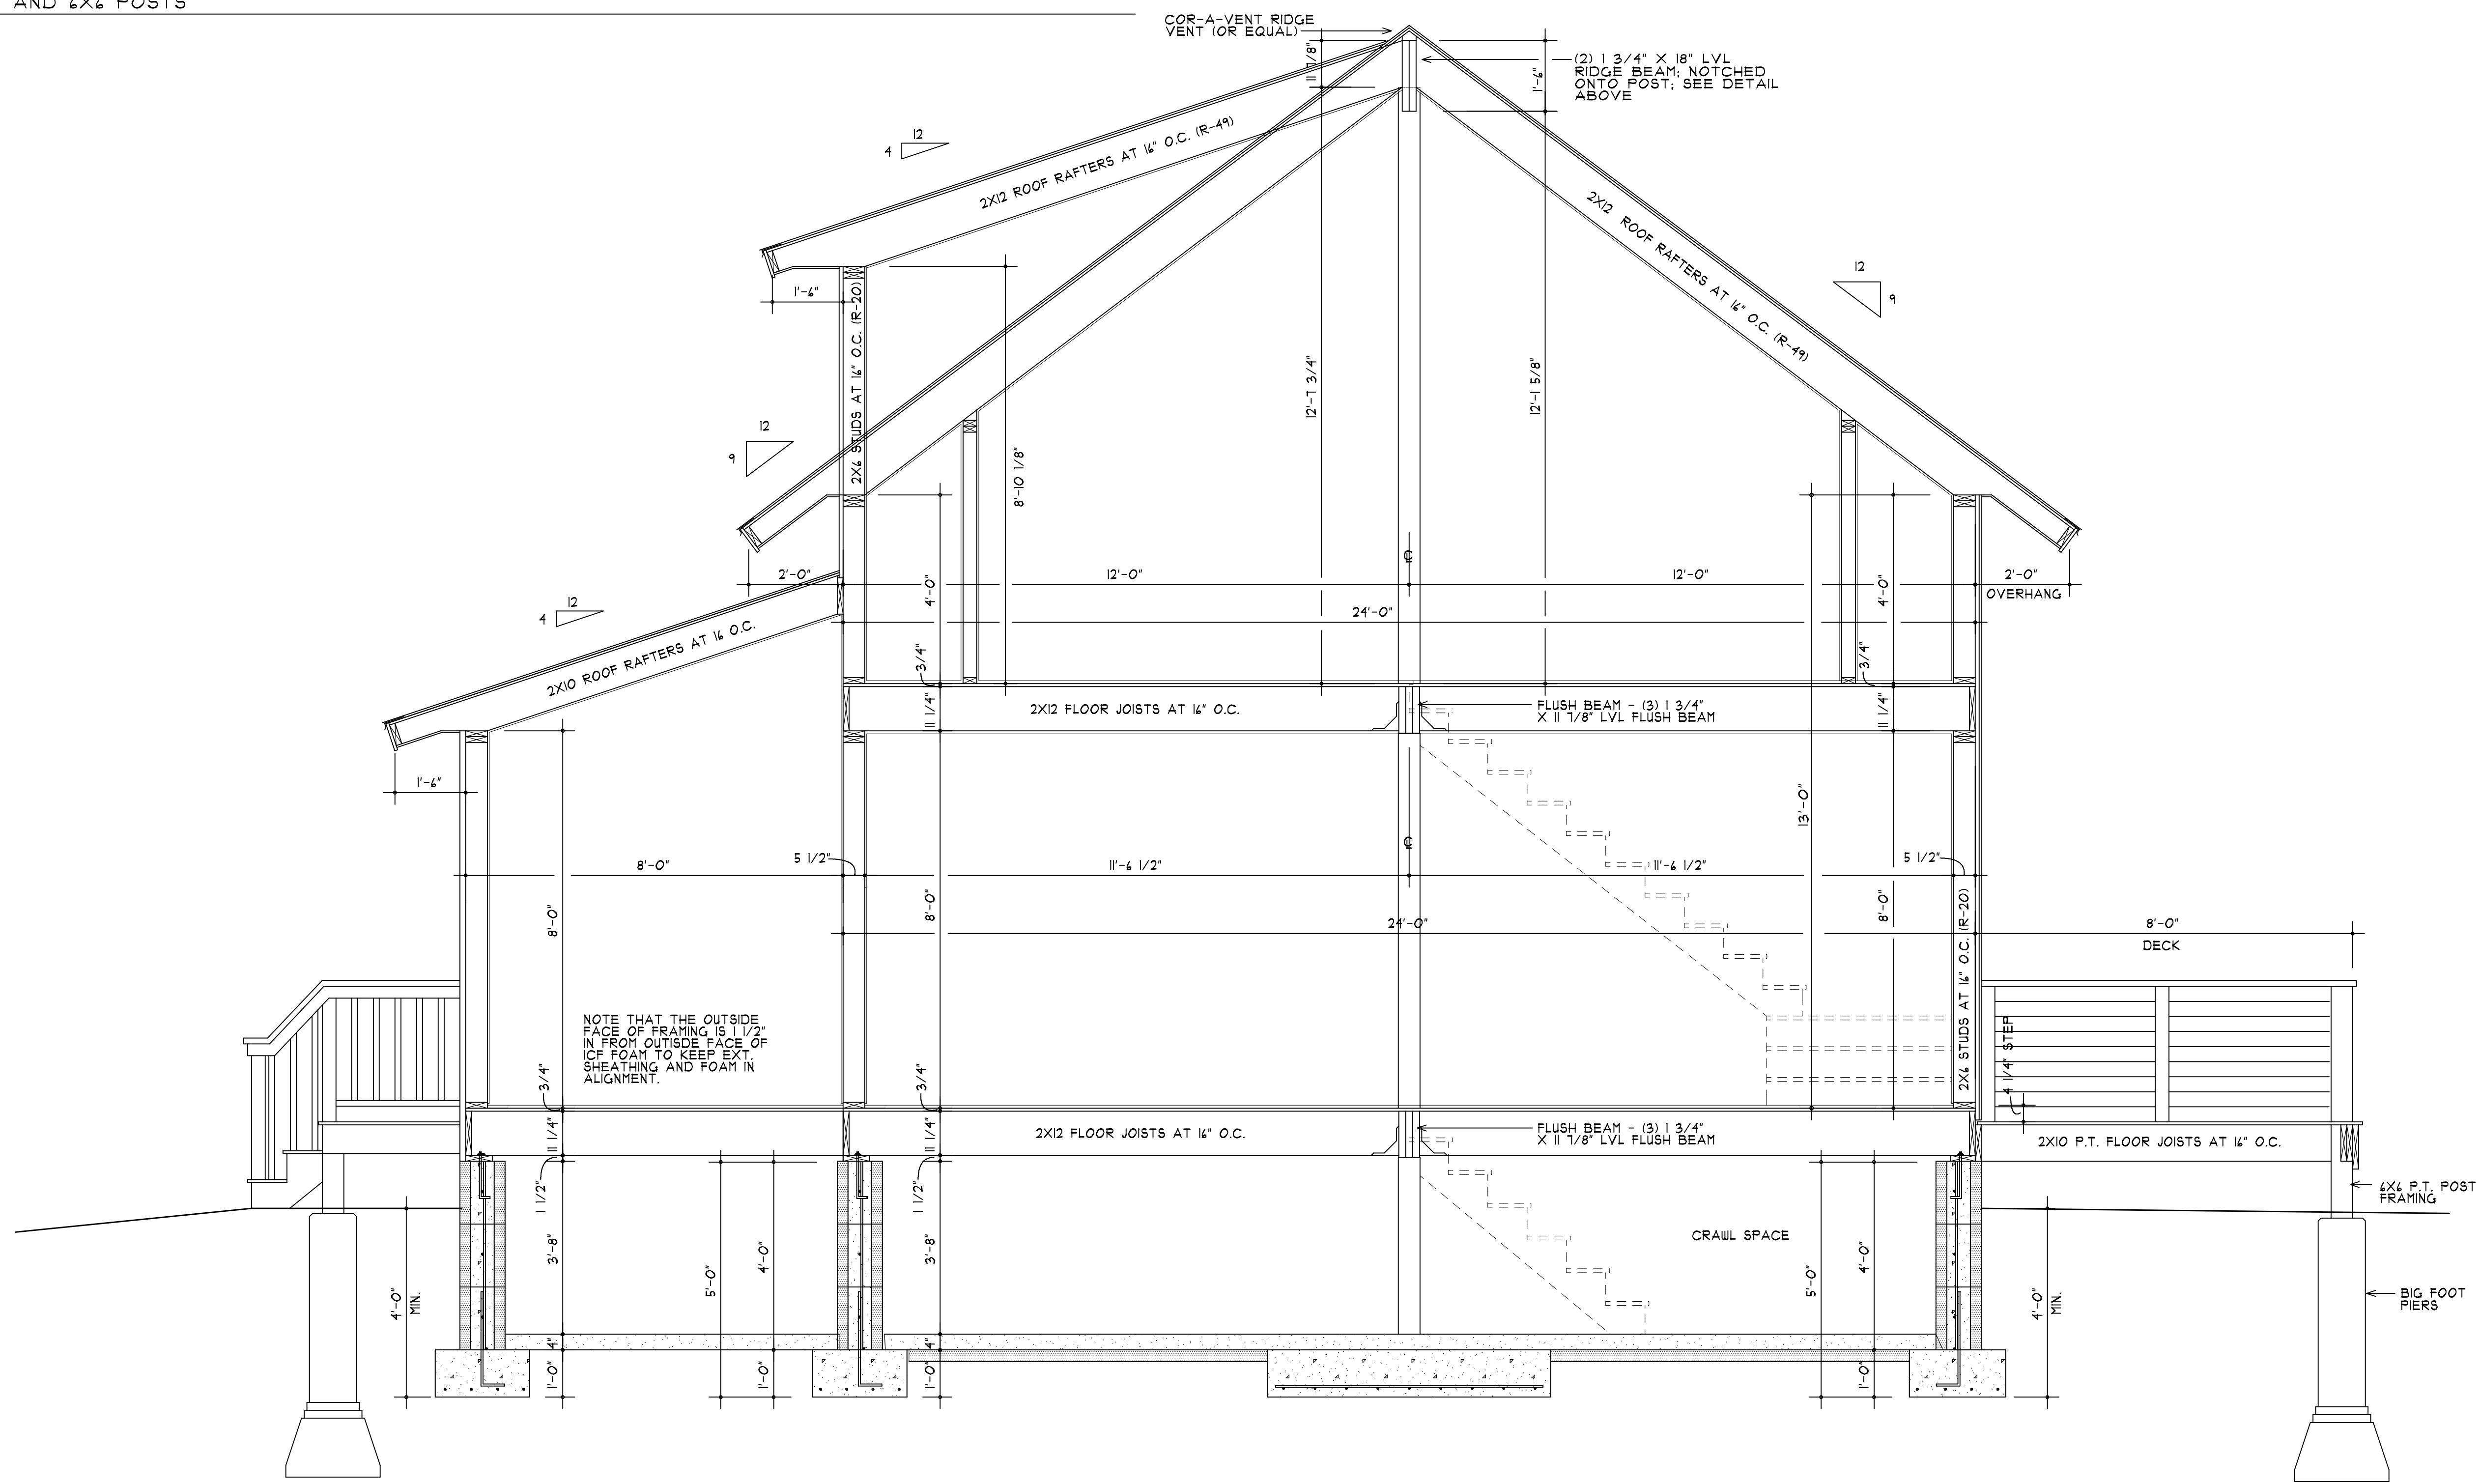 AND 6X6 POSTS
COR-A-VENT RIDGE
VENT (OR EQUAL)
11 7/8"
1'-6"
(2) 1 3/4" X 18" LVL
RIDGE BEAM; NOTCHED
ONTO POST; SEE DETAIL
ABOVE
12
4
2X12 ROOF RAFTERS AT 16" O.C. (R-49)
2X12 ROOF RAFTERS AT 16" O.C. (R-49)
12
9
1'-6"
2X6 STUDS AT 16" O.C. (R-20)
12'-7 3/4"
12'-1 5/8"
12
9
8'-10 1/8"
2'-0"
4'-0"
12'-0"
℄
12'-0"
4'-0"
2'-0"
OVERHANG
24'-0"
12
4
2X10 ROOF RAFTERS AT 16 O.C.
3/4"
3/4"
11 1/4"
2X12 FLOOR JOISTS AT 16" O.C.
FLUSH BEAM - (3) 1 3/4"
X 11 7/8" LVL FLUSH BEAM
11 1/4"
1'-6"
13'-0"
8'-0"
5 1/2"
11'-6 1/2"
℄
11'-6 1/2"
5 1/2"
8'-0"
8'-0"
8'-0"
24'-0"
8'-0"
DECK
2X6 STUDS AT 16" O.C. (R-20)
NOTE THAT THE OUTSIDE
FACE OF FRAMING IS 1 1/2"
IN FROM OUTISDE FACE OF
ICF FOAM TO KEEP EXT.
SHEATHING AND FOAM IN
ALIGNMENT.
4 1/4" STEP
3/4"
3/4"
11 1/4"
11 1/4"
2X12 FLOOR JOISTS AT 16" O.C.
FLUSH BEAM - (3) 1 3/4"
X 11 7/8" LVL FLUSH BEAM
2X10 P.T. FLOOR JOISTS AT 16" O.C.
1 1/2"
1 1/2"
6X6 P.T. POST
FRAMING
CRAWL SPACE
3'-8"
4'-0"
3'-8"
4'-0"
5'-0"
5'-0"
4'-0"
MIN.
4'-0"
MIN.
BIG FOOT
PIERS
4"
4"
1'-0"
1'-0"
1'-0"
1'-0"